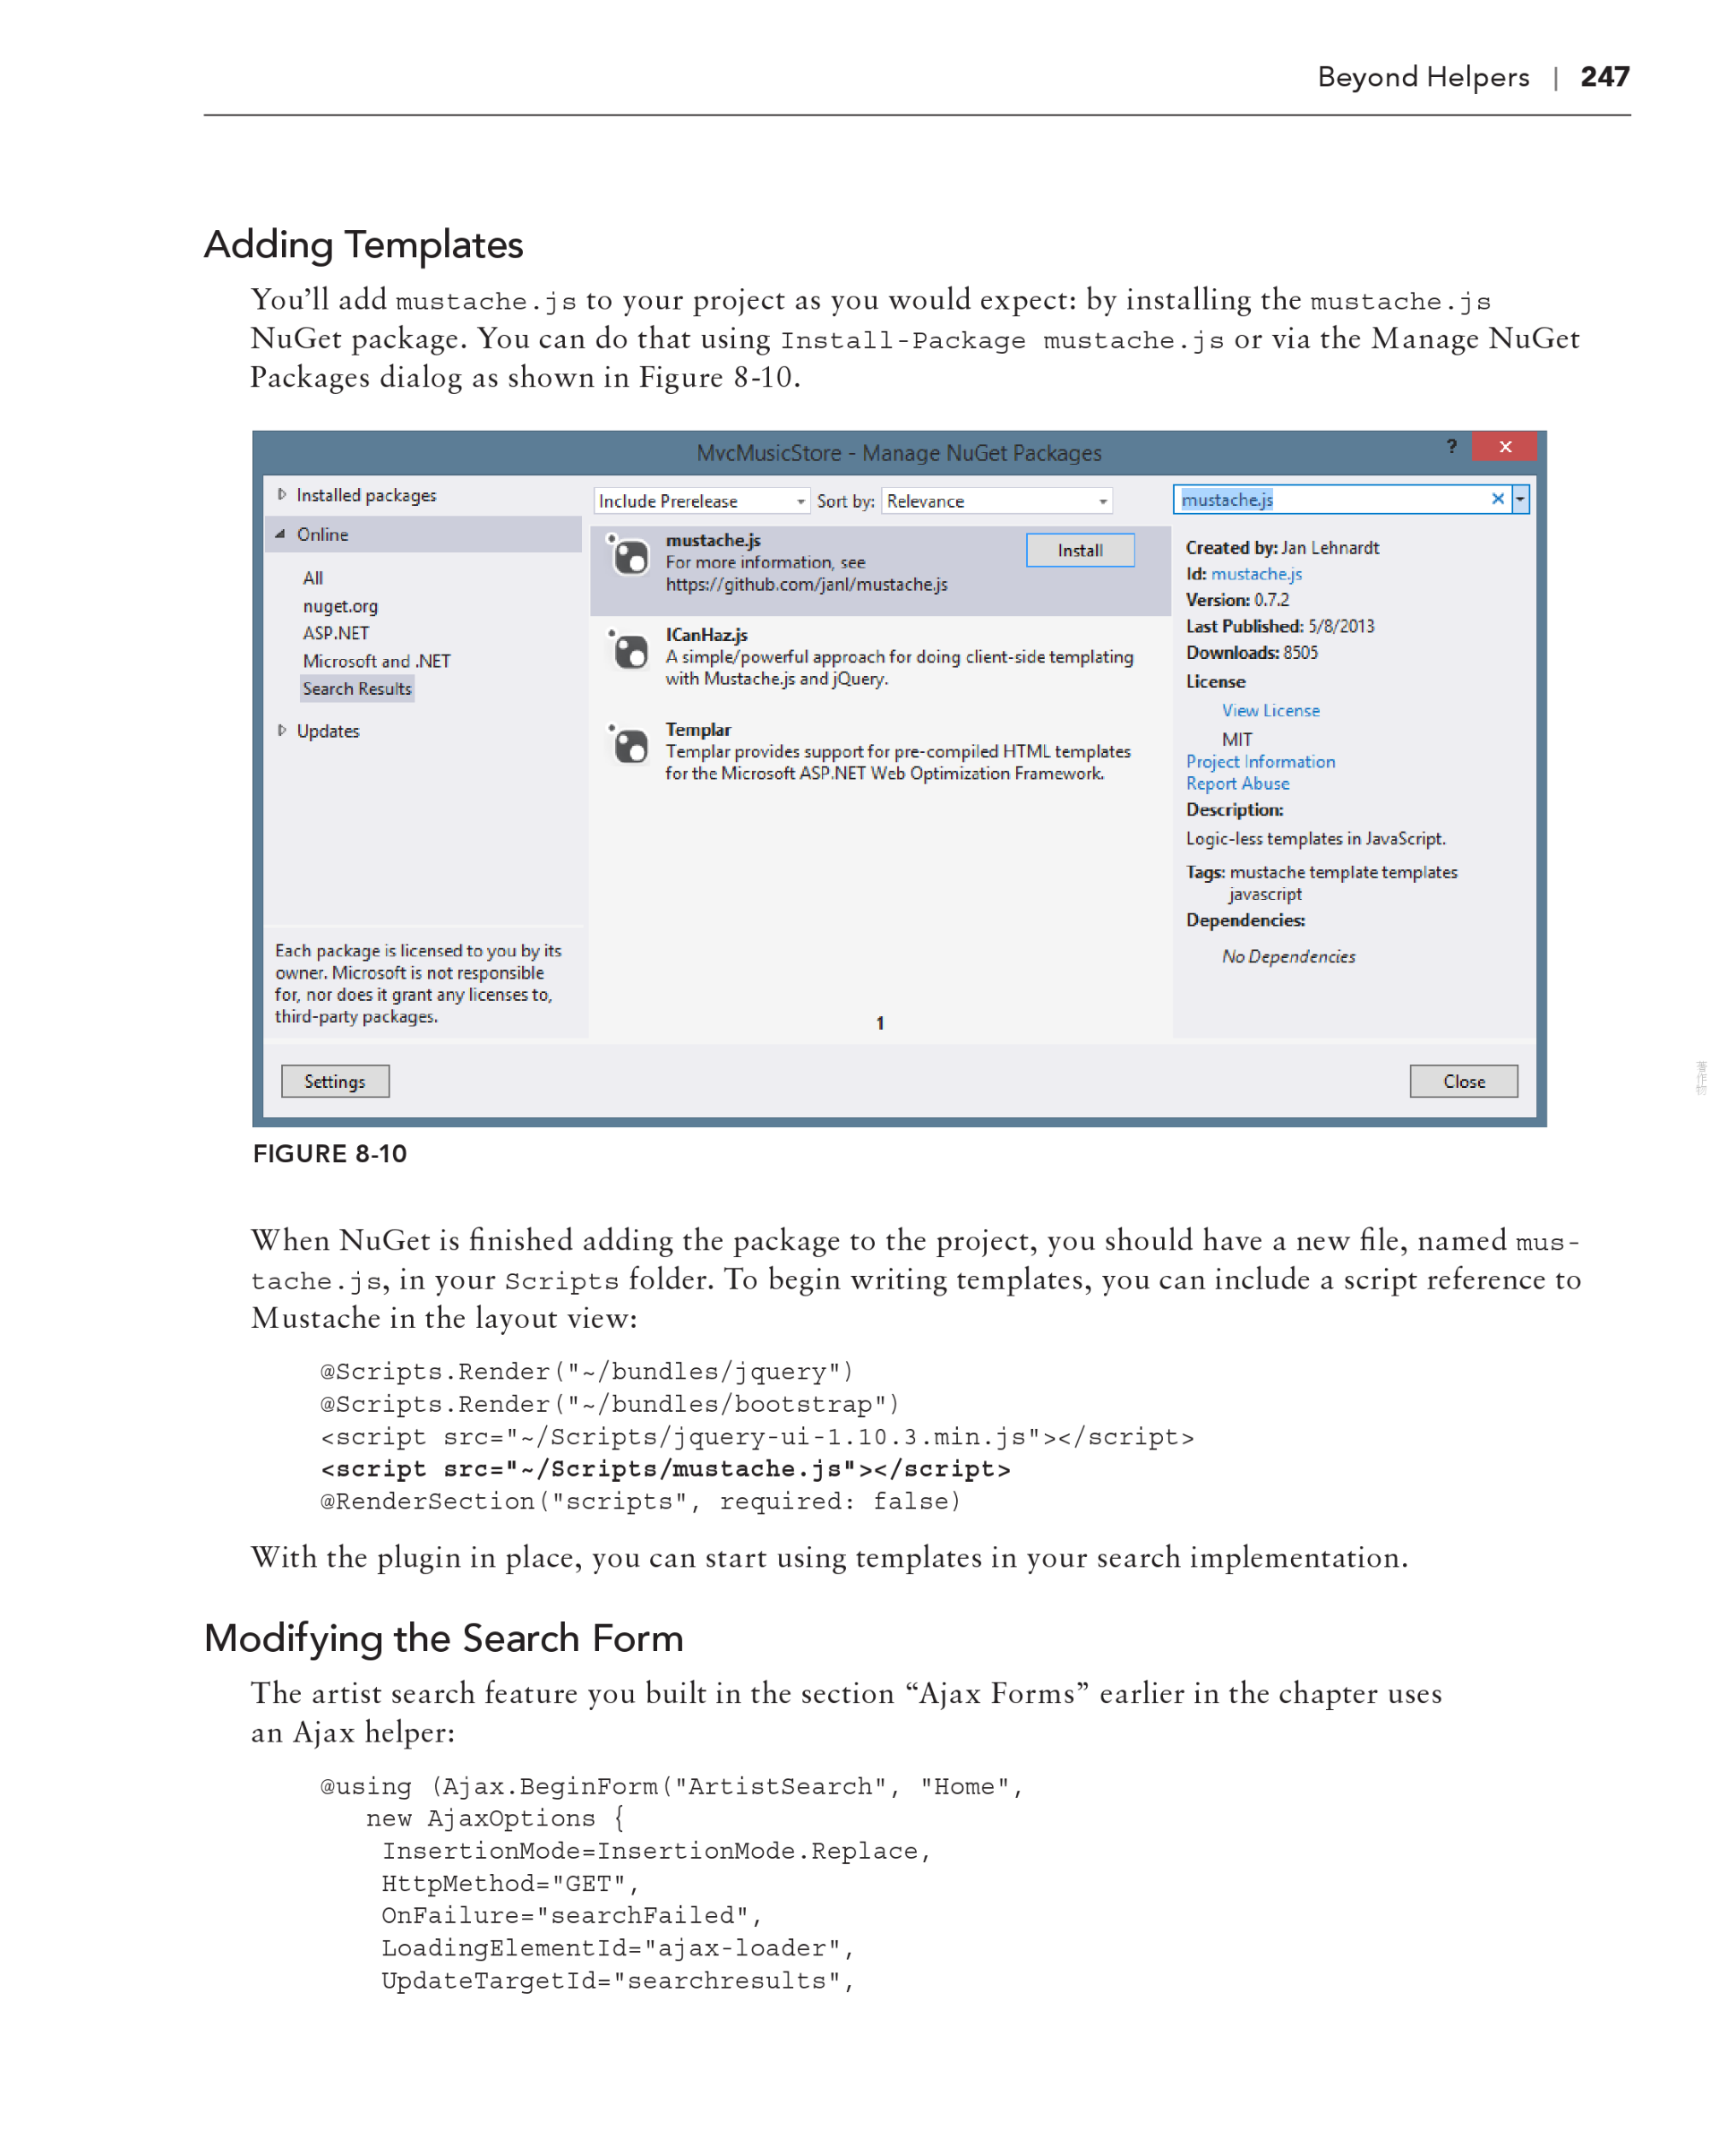 Beyond Helpers | 247
Adding Templates
You’ll add mustache.js to your project as you would expect: by installing the mustache.js
NuGet package. You can do that using Install-Package mustache.js or via the Manage NuGet
Packages dialog as shown in Figure 8-10.
MvcMusicStore - Manage NuGet Packages
?
x
Installed packages
Online
All
nuget.org
ASP.NET
Microsoft and .NET
Search Results
Updates
Each package is licensed to you by its
owner. Microsoft is not responsible
for, nor does it grant any licenses to,
third-party packages.
Include Prerelease
Sort by: Relevance
mustache.js
For more information, see
https://github.com/janl/mustache.js
Install
ICanHaz.js
A simple/powerful approach for doing client-side templating
with Mustache.js and jQuery.
Templar
Templar provides support for pre-compiled HTML templates
for the Microsoft ASP.NET Web Optimization Framework.
1
mustache.js
Created by: Jan Lehnardt
Id: mustache.js
Version: 0.7.2
Last Published: 5/8/2013
Downloads: 8505
License
View License
MIT
Project Information
Report Abuse
Description:
Logic-less templates in JavaScript.
Tags: mustache template templates
javascript
Dependencies:
No Dependencies
Settings
Close
FIGURE 8-10
When NuGet is finished adding the package to the project, you should have a new file, named mus-
tache.js, in your Scripts folder. To begin writing templates, you can include a script reference to
Mustache in the layout view:
@Scripts.Render("~/bundles/jquery")
@Scripts.Render("~/bundles/bootstrap")
<script src="~/Scripts/jquery-ui-1.10.3.min.js"></script>
<script src="~/Scripts/mustache.js"></script>
@RenderSection("scripts", required: false)
With the plugin in place, you can start using templates in your search implementation.
Modifying the Search Form
The artist search feature you built in the section “Ajax Forms” earlier in the chapter uses
an Ajax helper:
@using (Ajax.BeginForm("ArtistSearch", "Home",
new AjaxOptions {
InsertionMode=InsertionMode.Replace,
HttpMethod="GET",
OnFailure="searchFailed",
LoadingElementId="ajax-loader",
UpdateTargetId="searchresults",
著作物